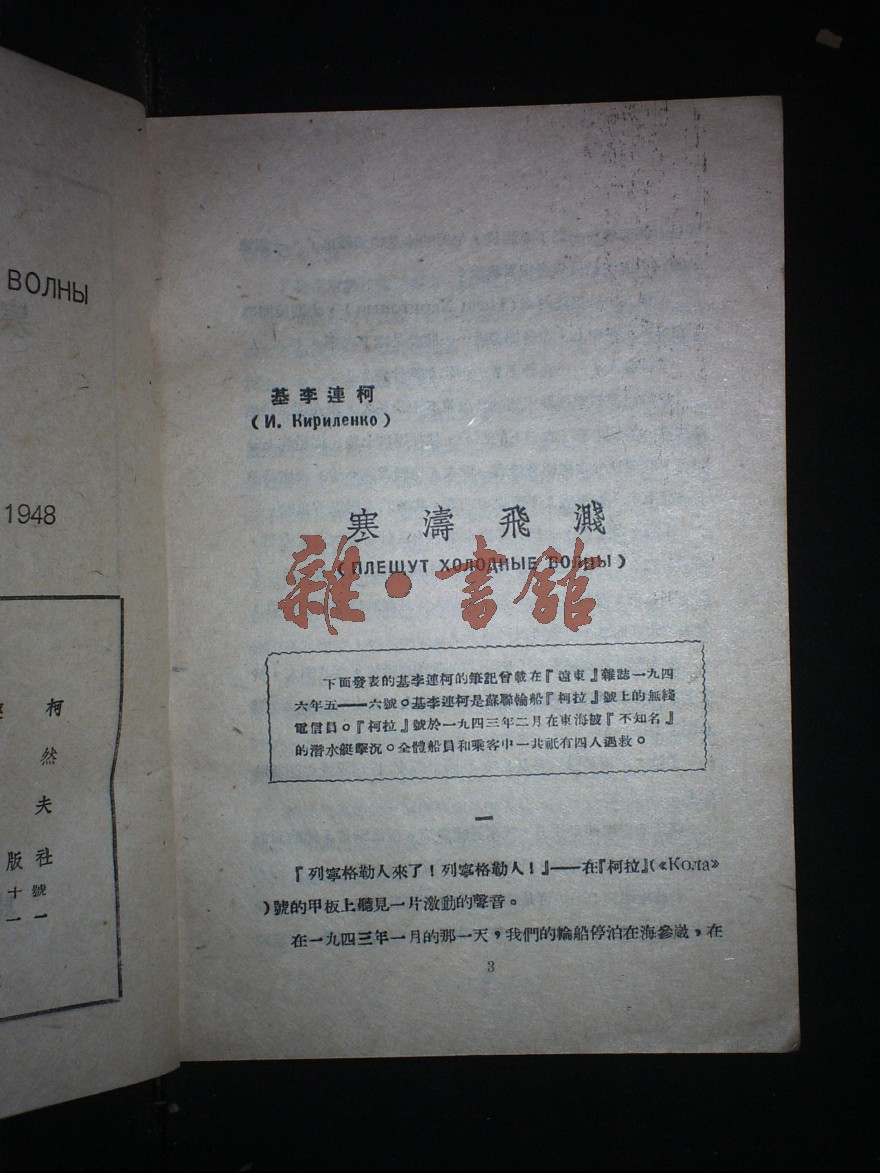 ВОЛНЫ
1948
柯
然
夫
版社
十號
一一
基李連柯
(И. Кириленко)
寒濤飛濺
(ПЛЕЩУТ ХОЛОДНЫЕ ВОЛНЫ)
雜·書館
下面發表的基李連柯的筆記曾載在『遠東』雜誌一九四
六年五——六號。基李連柯是蘇聯輪船『柯拉』號上的無綫
電信員。『柯拉』號於一九四三年二月在東海被『不知名』
的潛水艇擊沉。全體船員和乘客中一共祇有四人遇救。
一
『列寧格勒人來了!列寧格勒人!』——在『柯拉』(«Кола»
)號的甲板上聽見一片激動的聲音。
在一九四三年一月的那一天,我們的輪船停泊在海參崴,在
3